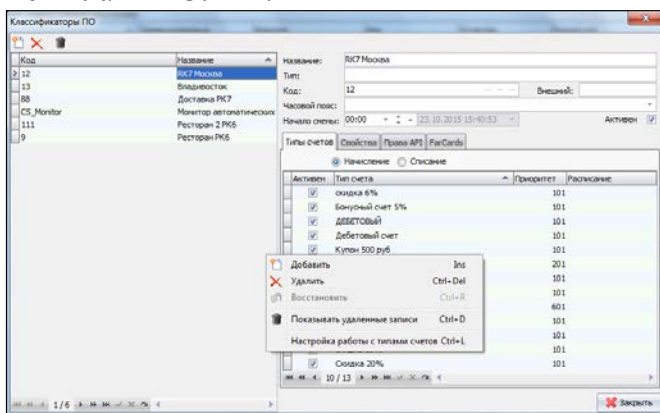 Классификаторы ПО
Код Название
12 RK7 Москва
13 Владивосток
88 Доставка РК7
CS_Monitor Монитор автоматических
111 Ресторан 2 РК6
9 Ресторан РК6
1/6
Название: RK7 Москва
Тип:
Код: 12 Внешний:
Часовой пояс:
Начало смены: 00:00 23.10.2015 15:40:53 Активен
Типы счетов Свойства Права API FarCards
Начисление Списание
Активен Тип счета Приоритет Расписание
скидка 6% 101
Бонусный счет 5% 101
ДЕБЕТОВЫЙ 101
Дебетовый счет 101
Купон 500 руб 101
201
101
101
601
101
101
101
Скидка 20% 101
10/13
Добавить Ins
Удалить Ctrl+Del
Восстановить Ctrl+R
Показывать удаленные записи Ctrl+D
Настройка работы с типами счетов Ctrl+L
Закрыть